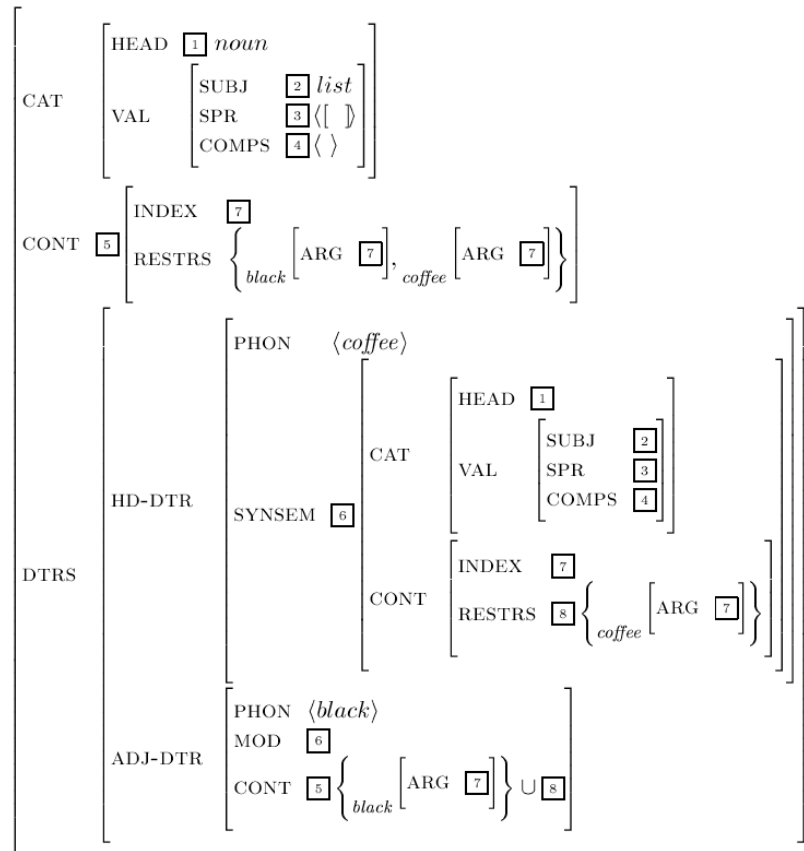 HEAD 1 noun
SUBJ 2 list
CAT VAL SPR 3 ⟨[ ]⟩
COMPS 4 ⟨ ⟩
INDEX 7
CONT 5 RESTRS { black [ARG 7], coffee [ARG 7] }
PHON ⟨coffee⟩
HEAD 1
SUBJ 2
CAT VAL SPR 3
COMPS 4
HD-DTR SYNSEM 6
INDEX 7
CONT RESTRS 8 { coffee [ARG 7] }
DTRS
PHON ⟨black⟩
ADJ-DTR MOD 6
CONT 5 { black [ARG 7] } ∪ 8